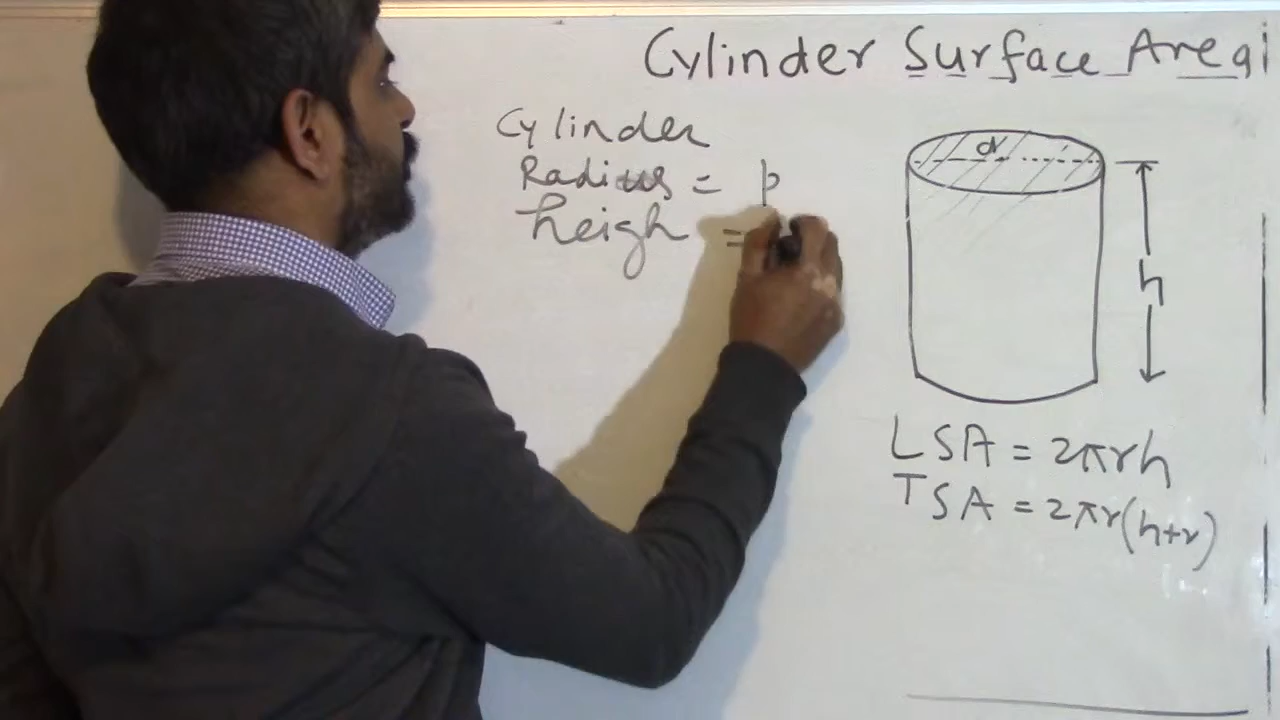 Cylinder Surface Area
Cylinder
Radius = p
heigh =
d
h
LSA = 2πrh
TSA = 2πr(h+r)